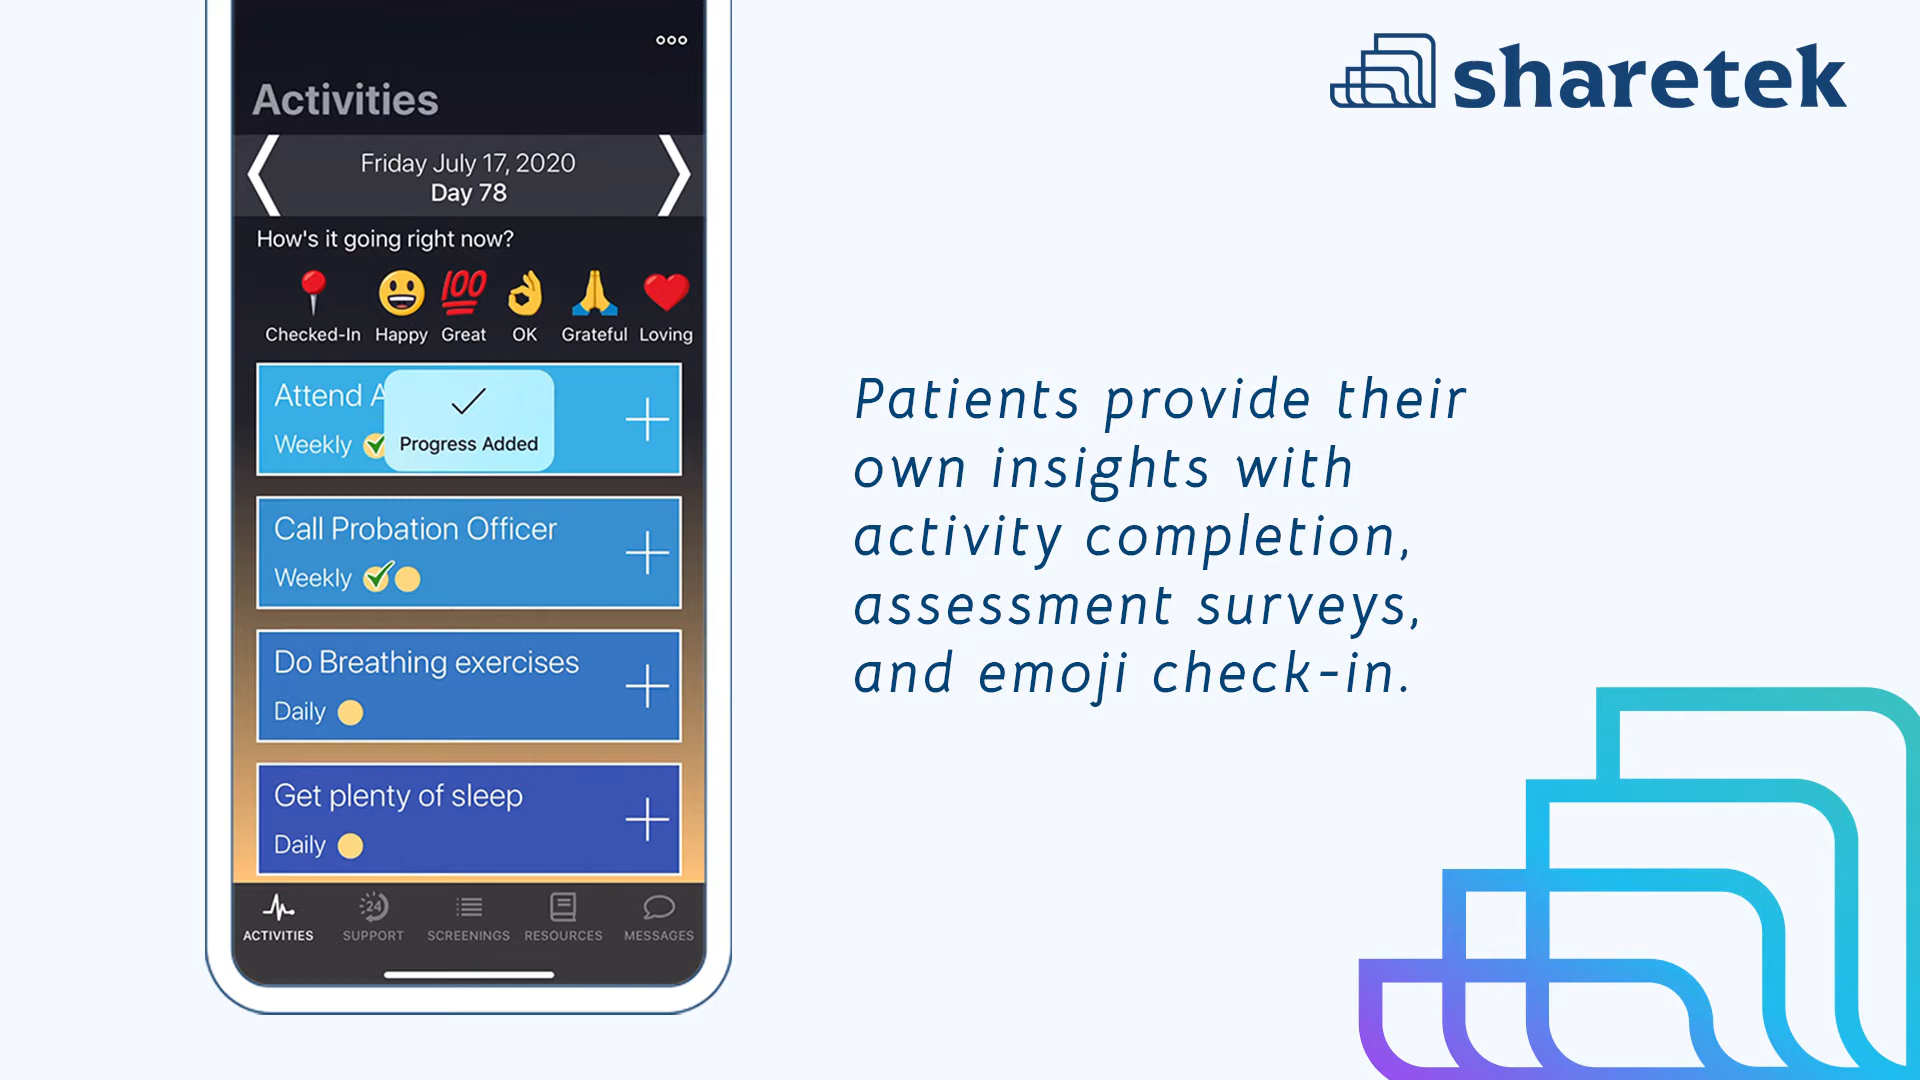 sharetek
Activities
Friday July 17, 2020
Day 78
How's it going right now?
Checked-In Happy Great OK Grateful Loving
Attend A
Weekly
Progress Added
Call Probation Officer
Weekly
Do Breathing exercises
Daily
Get plenty of sleep
Daily
24
ACTIVITIES SUPPORT SCREENINGS RESOURCES MESSAGES
Patients provide their
own insights with
activity completion,
assessment surveys,
and emoji check-in.